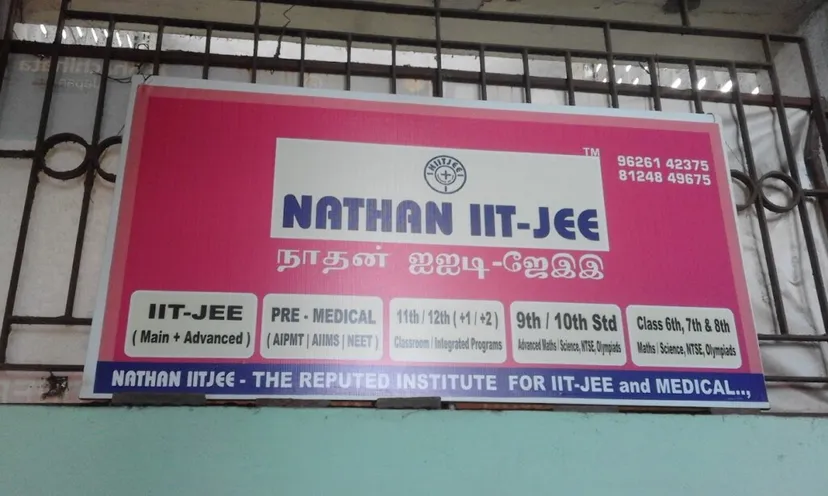 NIITJEE
TM
96261 42375
81248 49675
NATHAN IIT-JEE
நாதன் ஐஐடி-ஜேஇஇ
IIT-JEE
( Main + Advanced )
PRE - MEDICAL
( AIPMT | AIIMS | NEET )
11th / 12th ( +1 / +2 )
Classroom / Integrated Programs
9th / 10th Std
Advanced Maths / Science, NTSE, Olympiads
Class 6th, 7th & 8th
Maths / Science, NTSE, Olympiads
NATHAN IITJEE - THE REPUTED INSTITUTE FOR IIT-JEE and MEDICAL..,